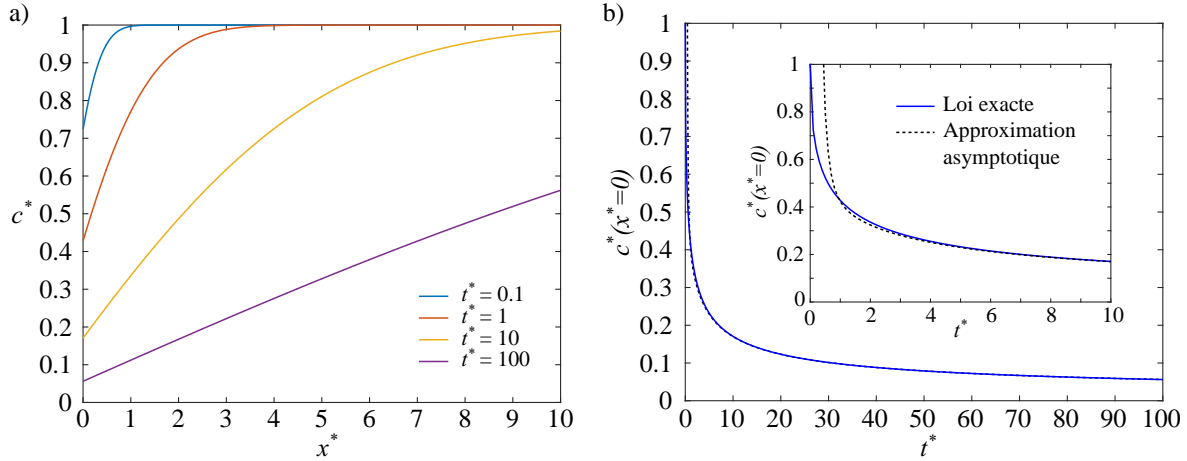 a)
1
0.9
0.8
0.7
0.6
0.5
0.4
0.3
0.2
0.1
0
c*
0 1 2 3 4 5 6 7 8 9 10
x*
t* = 0.1
t* = 1
t* = 10
t* = 100
b)
1
0.9
0.8
0.7
0.6
0.5
0.4
0.3
0.2
0.1
0
c*(x*=0)
0 10 20 30 40 50 60 70 80 90 100
t*
1
0.8
0.6
0.4
0.2
0
c*(x*=0)
0 2 4 6 8 10
t*
Loi exacte
Approximation
asymptotique